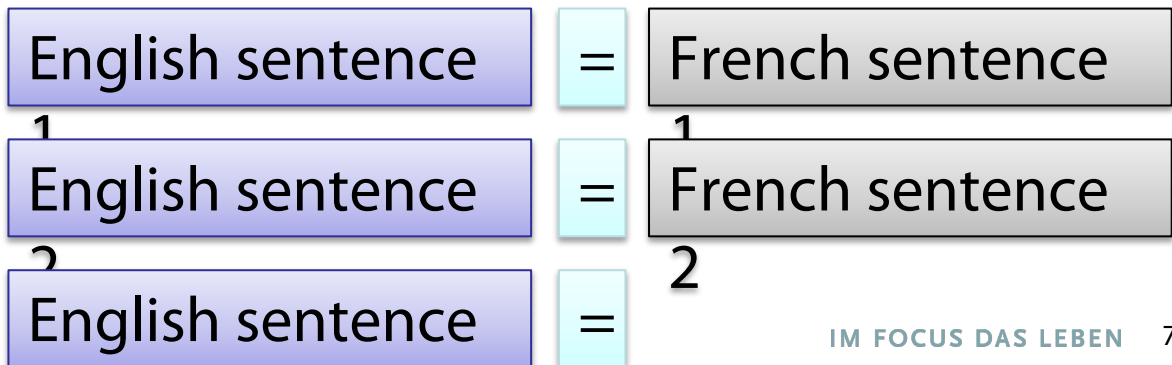 English sentence = French sentence
1 1
English sentence = French sentence
2 2
English sentence =
IM FOCUS DAS LEBEN 7